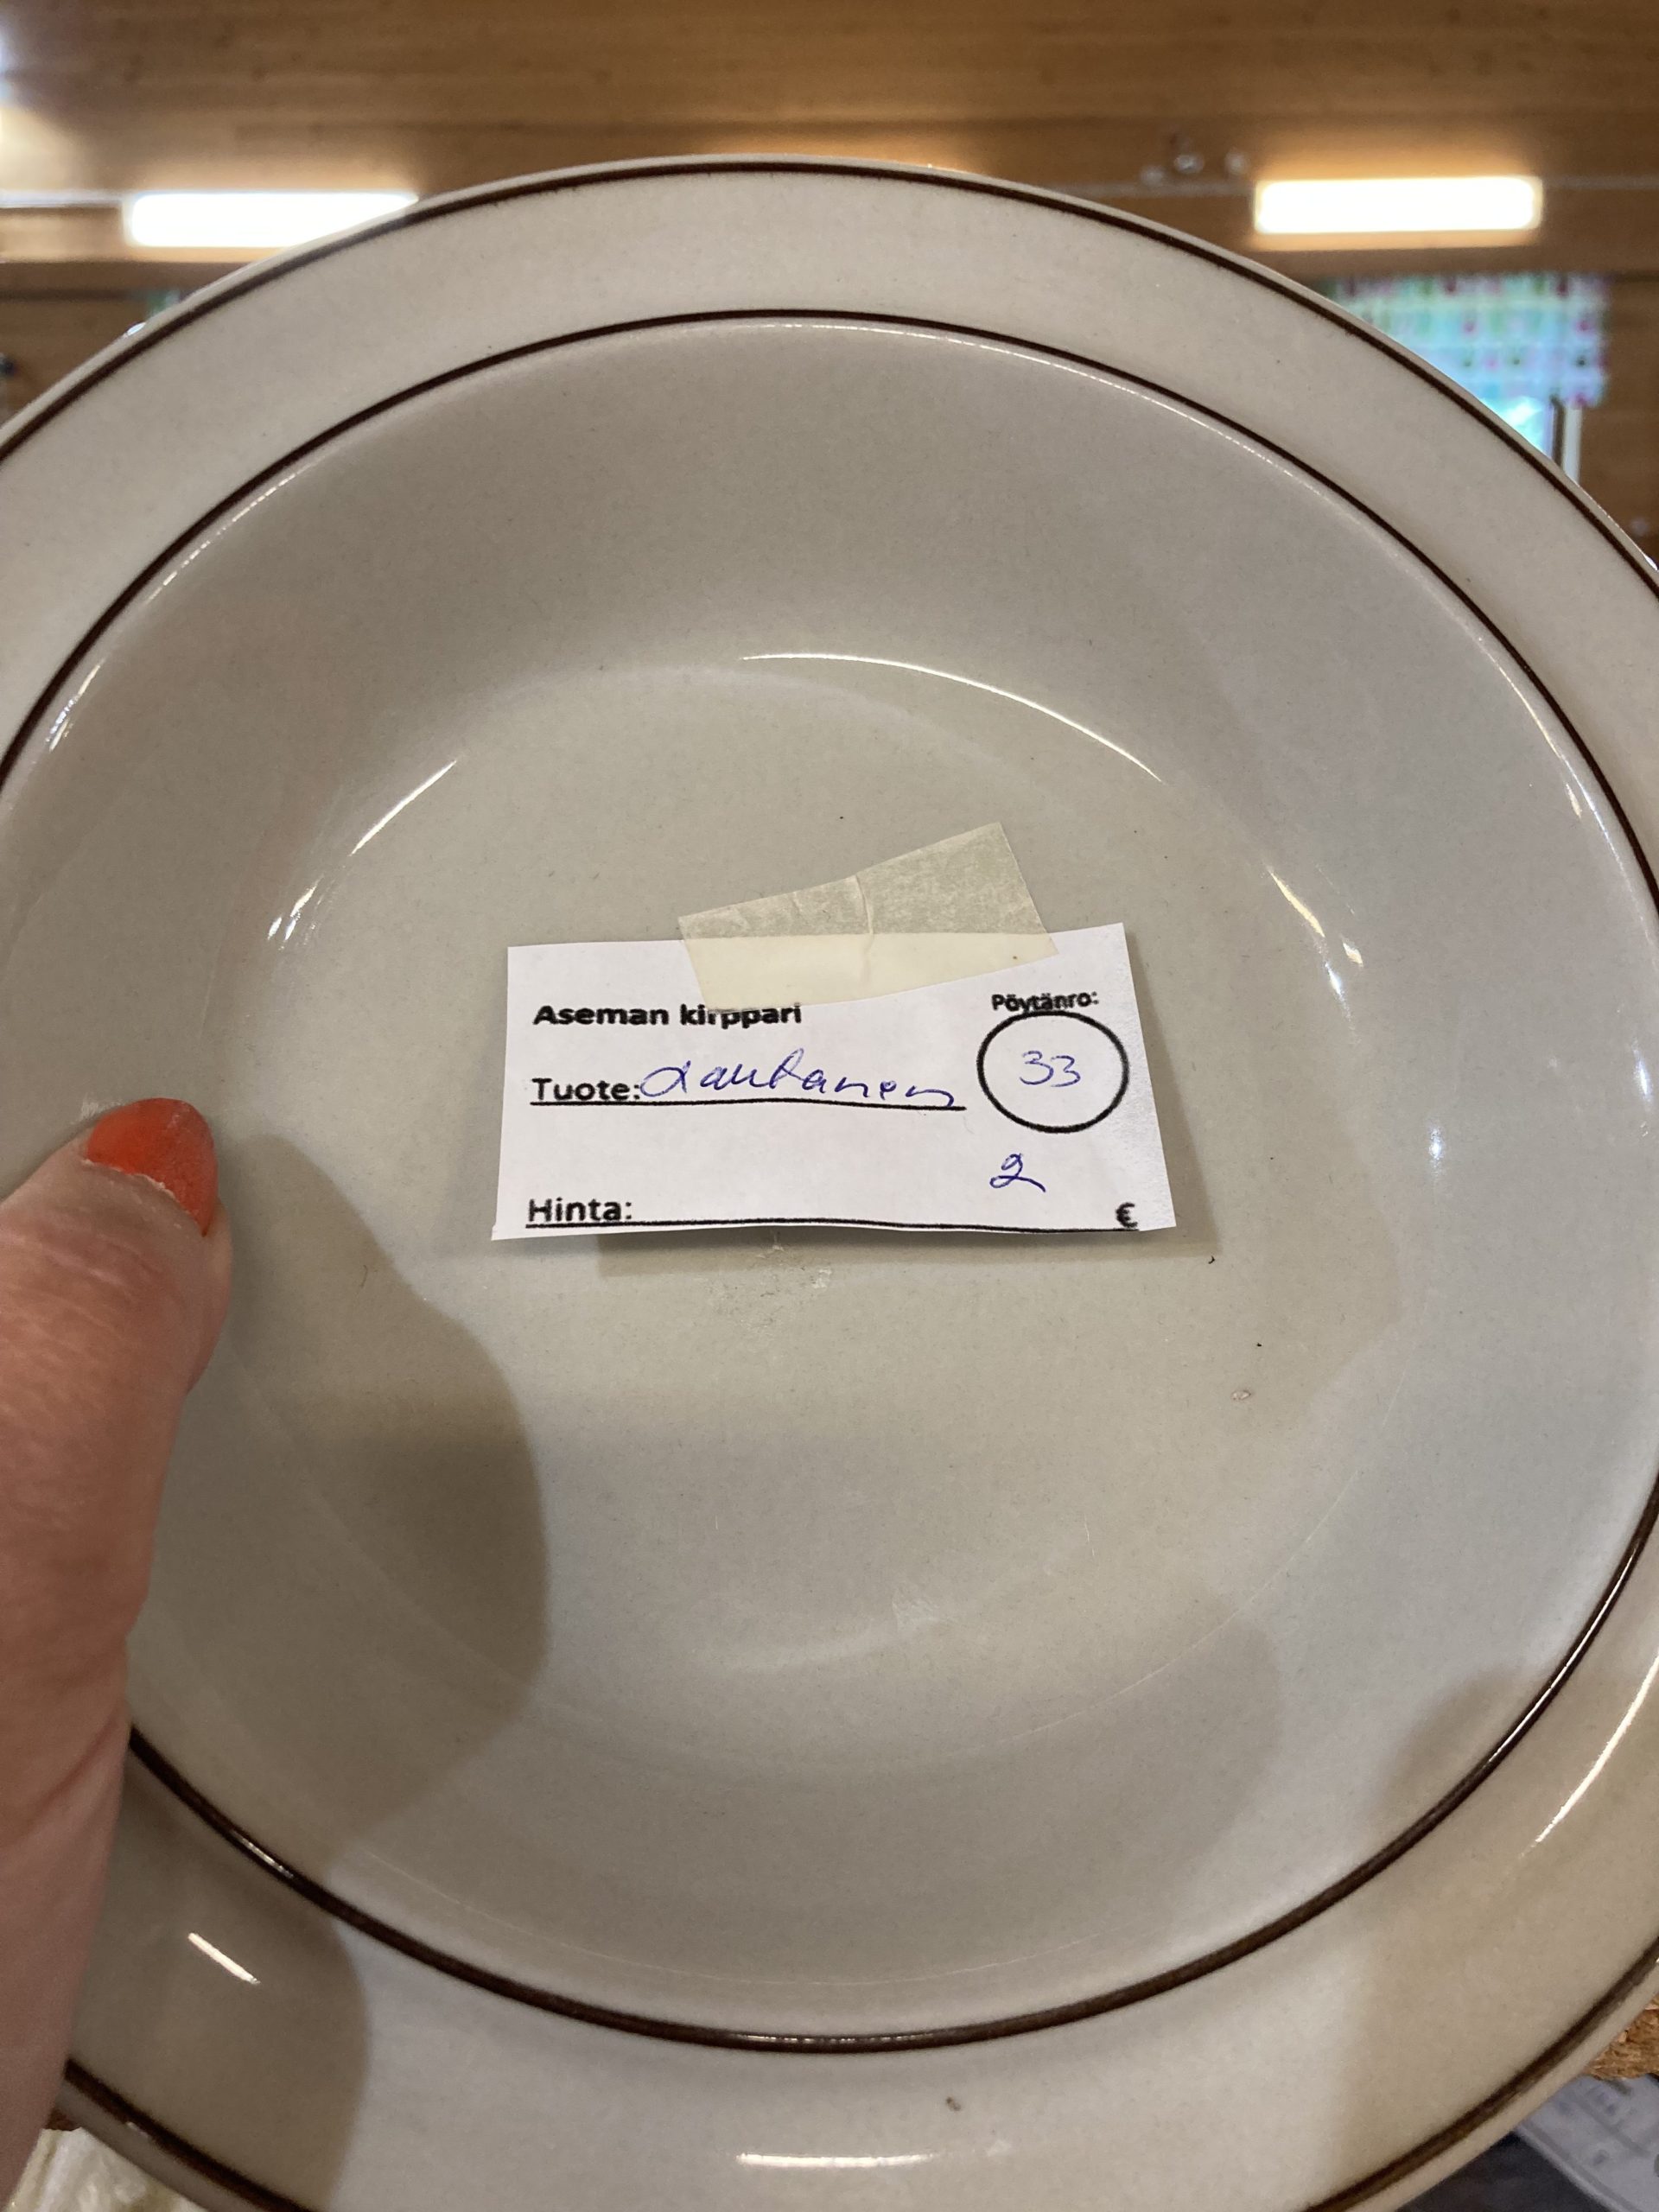 Aseman kirppari
Pöytänro:
33
Tuote: Lautanen
2
Hinta: €